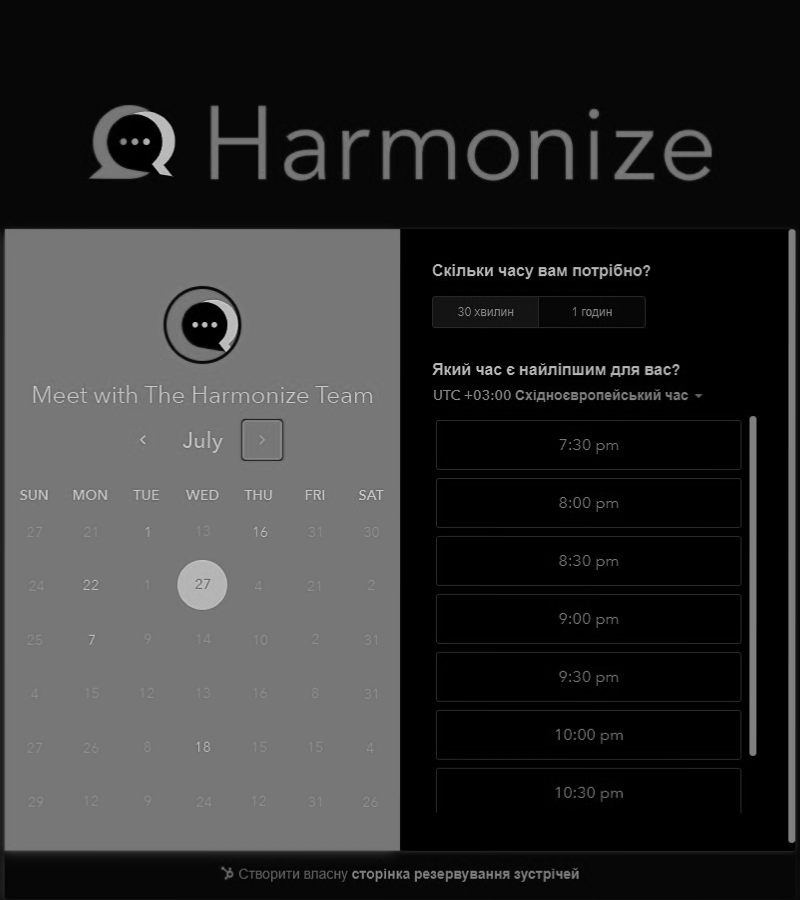 Harmonize
Meet with The Harmonize Team
July
SUN MON TUE WED THU FRI SAT
27 21 1 13 16 31 30
24 22 1 27 4 21 2
25 7 9 14 10 2 31
4 15 12 13 16 8 31
27 26 8 18 15 15 4
29 12 9 24 12 31 26
Скільки часу вам потрібно?
30 хвилин 1 годин
Який час є найліпшим для вас?
UTC +03:00 Східноєвропейський час
7:30 pm
8:00 pm
8:30 pm
9:00 pm
9:30 pm
10:00 pm
10:30 pm
Створити власну сторінка резервування зустрічей